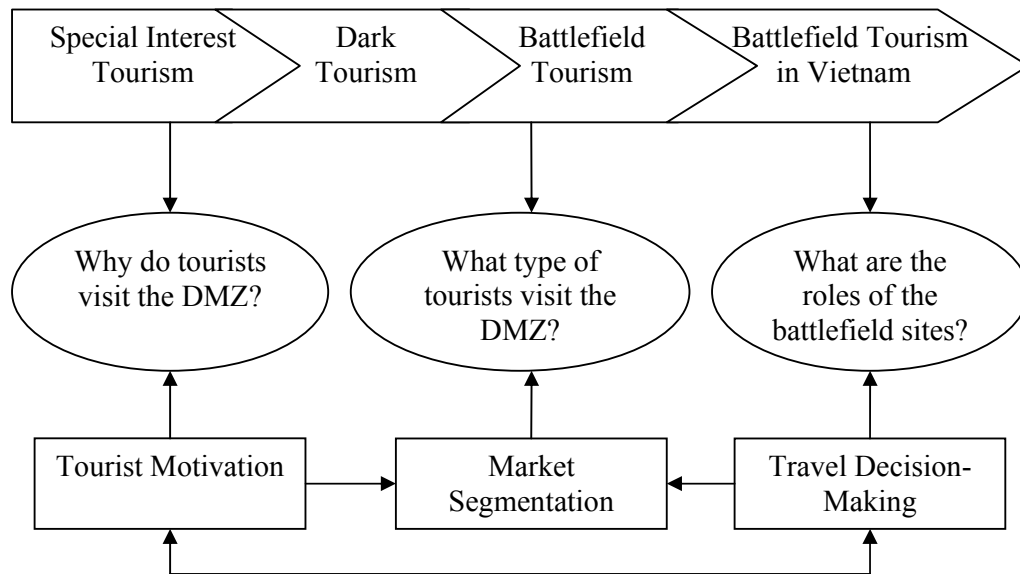 Special Interest
Tourism
Dark
Tourism
Battlefield
Tourism
Battlefield Tourism
in Vietnam
Why do tourists
visit the DMZ?
What type of
tourists visit the
DMZ?
What are the
roles of the
battlefield sites?
Tourist Motivation
Market
Segmentation
Travel Decision-
Making